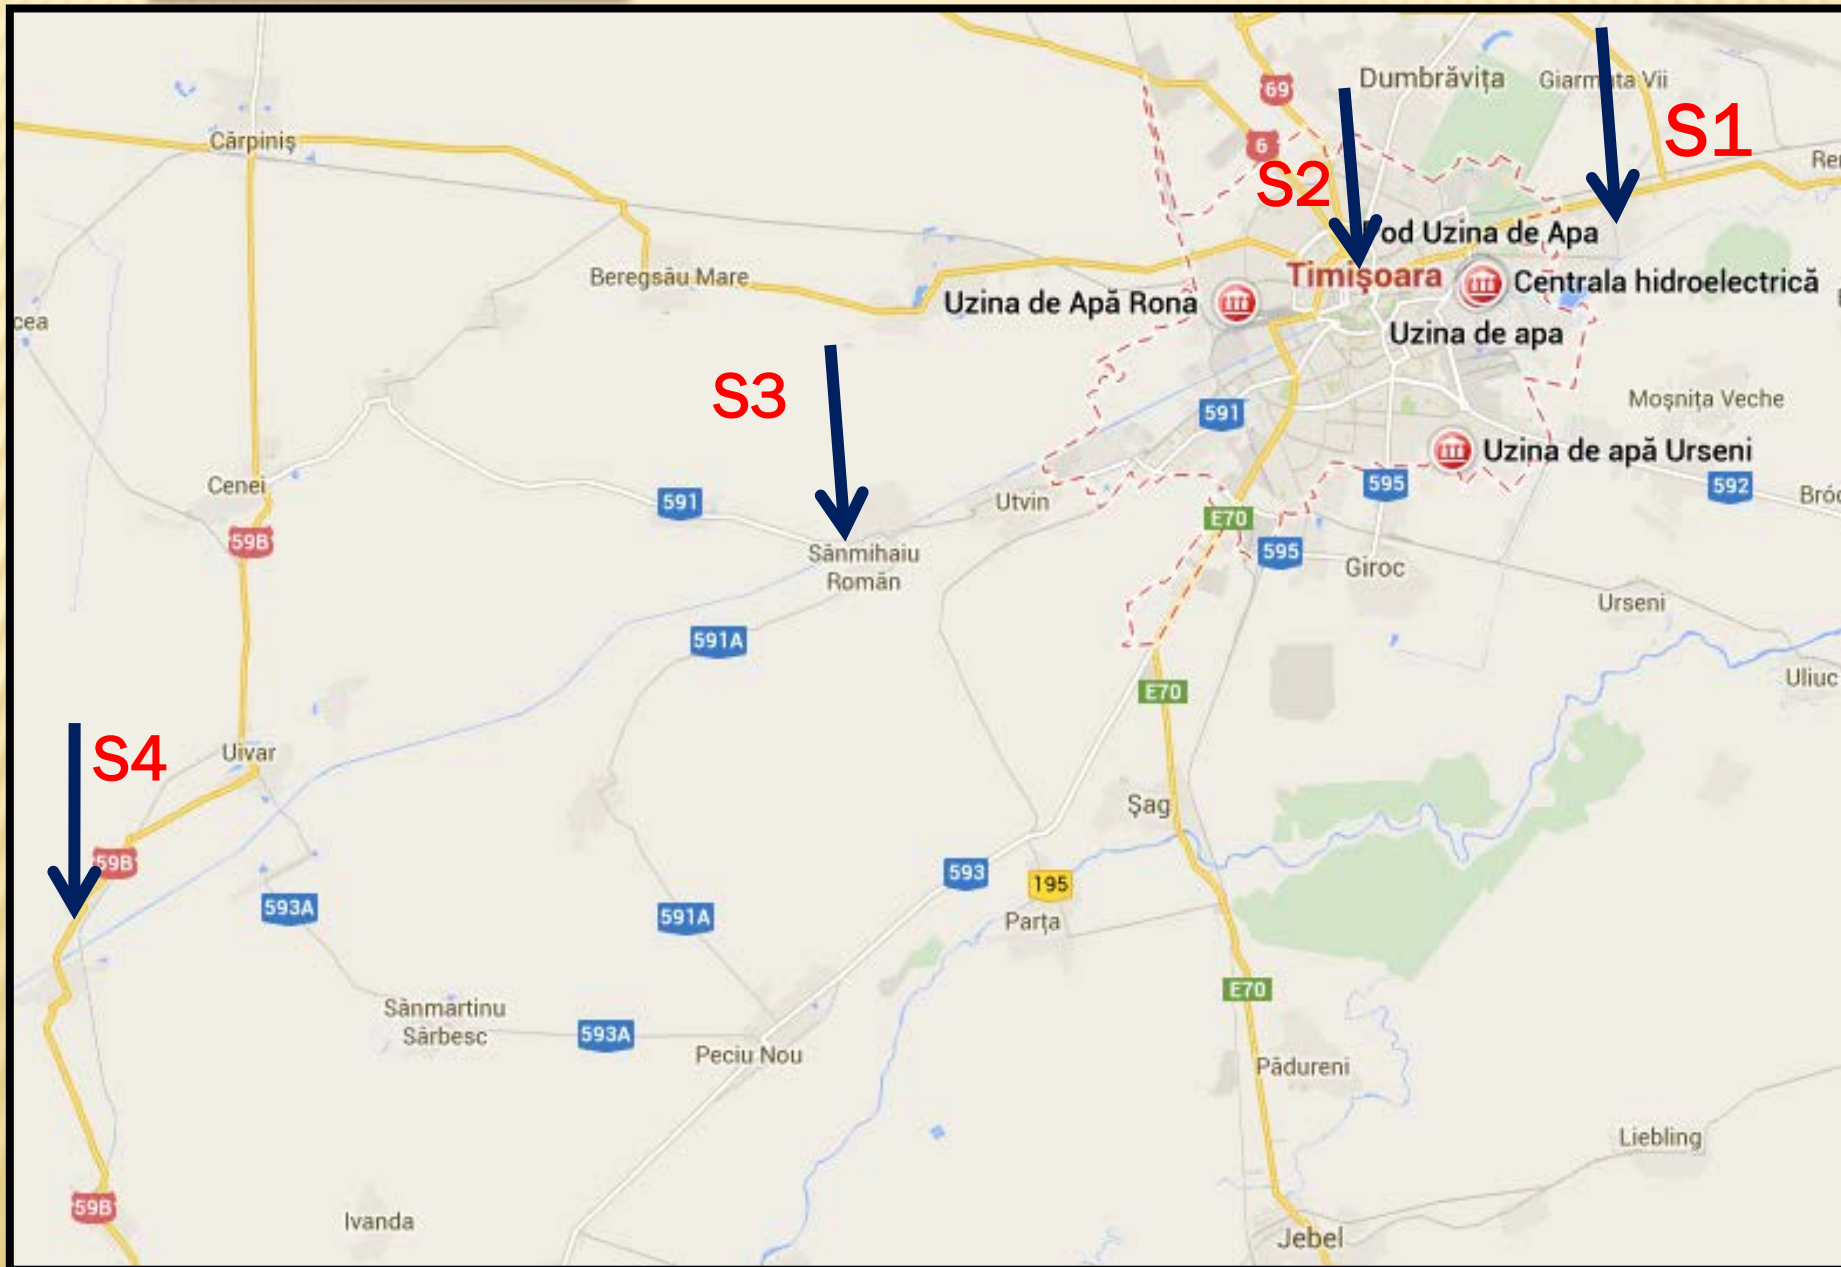 69
Dumbrăvița
Giarmata Vii
S1
Cărpiniș
6
Rem
S2
Pod Uzina de Apa
Beregsău Mare
Timișoara
Centrala hidroelectrică
Uzina de Apă Rona
cea
Uzina de apa
S3
591
Moșnița Veche
Uzina de apă Urseni
Cenei
591
Utvin
595
592
E70
59B
Sânmihaiu
Român
595
Giroc
Urseni
591A
E70
Uliuc
S4
Uivar
Șag
59B
593
195
593A
591A
Parța
E70
Sânmartinu
Sârbesc
593A
Peciu Nou
Pădureni
Liebling
59B
Ivanda
Jebel